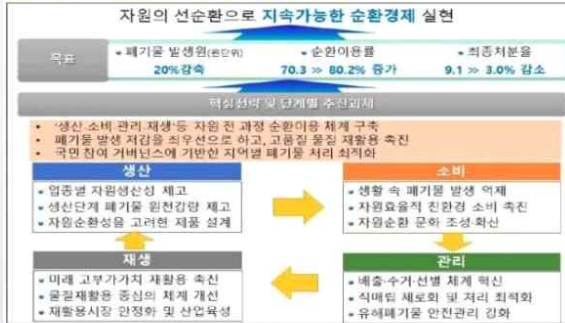 자원의 선순환으로 지속가능한 순환경제 실현
목표
• 폐기물 발생원(원단위)
20%감축
• 순환이용률
70.3 ≫ 80.2% 증가
• 최종처분율
9.1 ≫ 3.0% 감소
핵심전략 및 단계별 추진과제
• '생산·소비·관리·재생'등 자원 전 과정 순환이용 체계 구축
• 폐기물 발생 저감을 최우선으로 하고, 고품질 물질 재활용 촉진
• 국민 참여 거버넌스에 기반한 지역별 폐기물 처리 최적화
생산
• 업종별 자원생산성 제고
• 생산단계 폐기물 원천감량 제고
• 자원순환성을 고려한 제품 설계
소비
• 생활 속 폐기물 발생 억제
• 자원효율적 친환경 소비 촉진
• 자원순환 문화 조성·확산
재생
• 미래 고부가가치 재활용 촉진
• 물질재활용 중심의 체계 개선
• 재활용시장 안정화 및 산업육성
관리
• 배출·수거·선별 체계 혁신
• 직매립 제로화 및 처리 최적화
• 유해폐기물 안전관리 강화